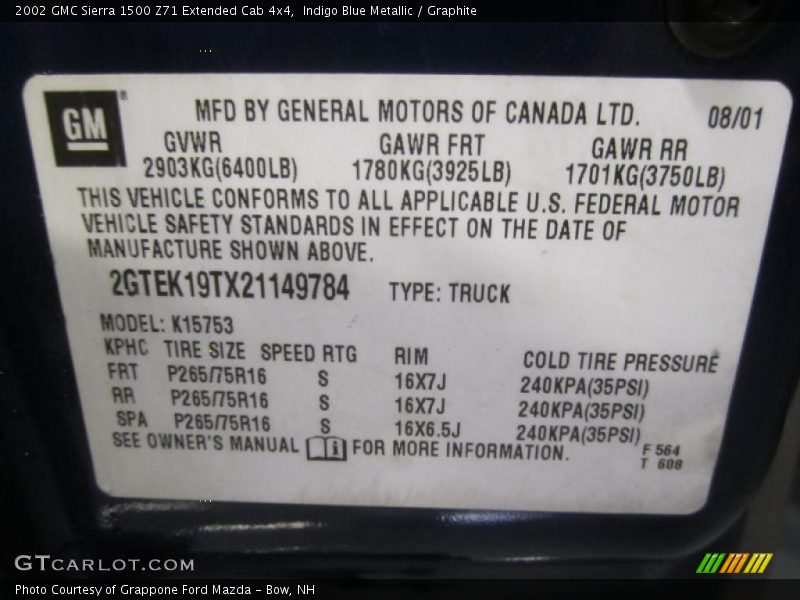 2002 GMC Sierra 1500 Z71 Extended Cab 4x4,  Indigo Blue Metallic / Graphite
GM
MFD BY GENERAL MOTORS OF CANADA LTD. 08/01
GVWR GAWR FRT GAWR RR
2903KG(6400LB) 1780KG(3925LB) 1701KG(3750LB)
THIS VEHICLE CONFORMS TO ALL APPLICABLE U.S. FEDERAL MOTOR
VEHICLE SAFETY STANDARDS IN EFFECT ON THE DATE OF
MANUFACTURE SHOWN ABOVE.
2GTEK19TX21149784 TYPE: TRUCK
MODEL: K15753
KPHC TIRE SIZE SPEED RTG RIM COLD TIRE PRESSURE
FRT P265/75R16 S 16X7J 240KPA(35PSI)
RR P265/75R16 S 16X7J 240KPA(35PSI)
SPA P265/75R16 S 16X6.5J 240KPA(35PSI)
SEE OWNER'S MANUAL i FOR MORE INFORMATION.
F 564
T 608
GTCARLOT.COM
Photo Courtesy of Grappone Ford Mazda - Bow, NH